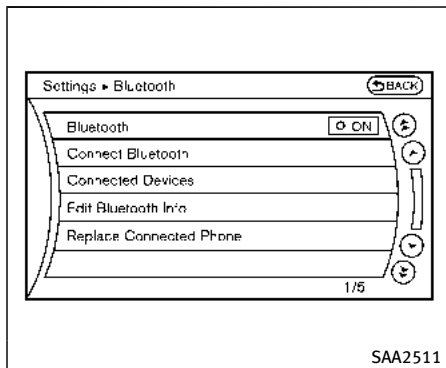 Settings ▸ Bluetooth
BACK
Bluetooth
ON
Connect Bluetooth
Connected Devices
Edit Bluetooth Info
Replace Connected Phone
1/5
SAA2511